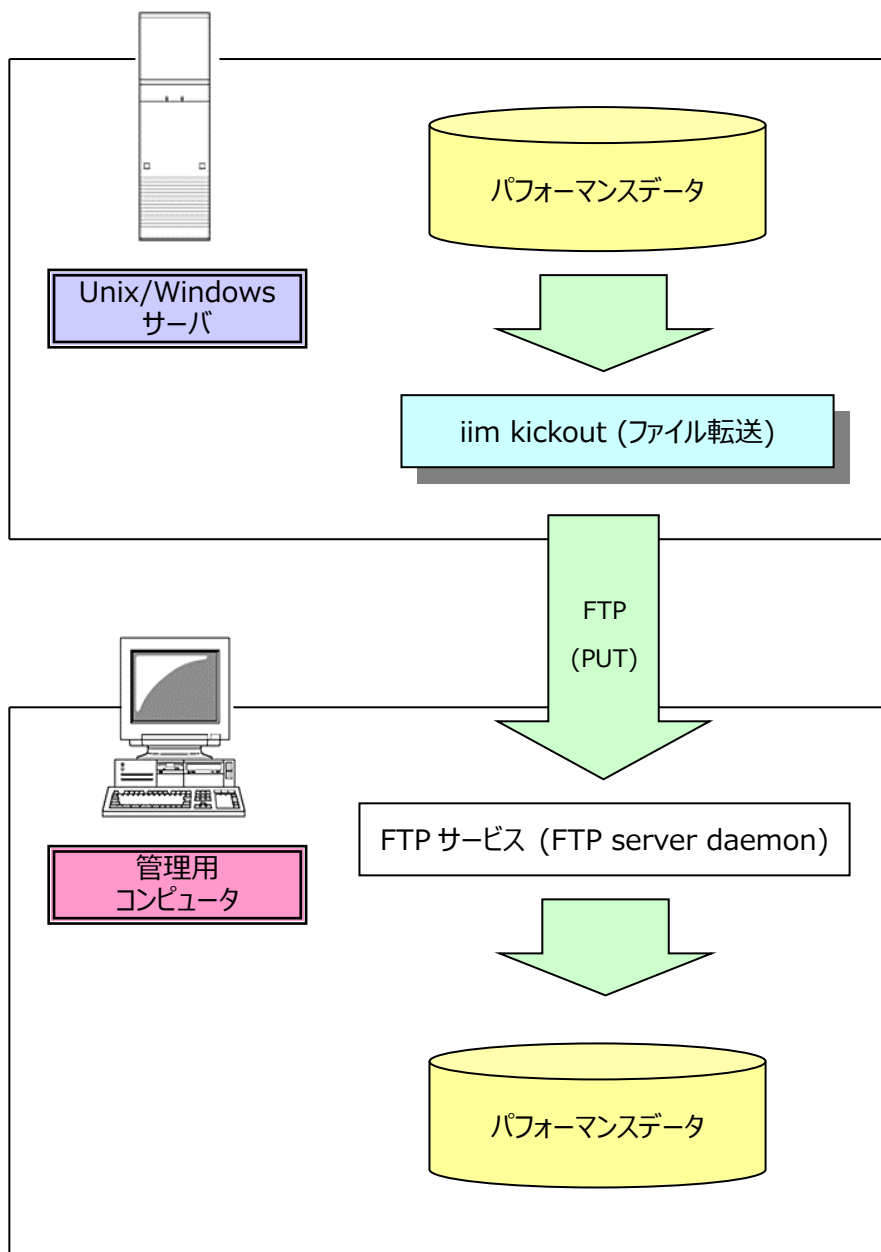 パフォーマンスデータ
Unix/Windows
サーバ
iim kickout (ファイル転送)
FTP
(PUT)
FTP サービス (FTP server daemon)
管理用
コンピュータ
パフォーマンスデータ